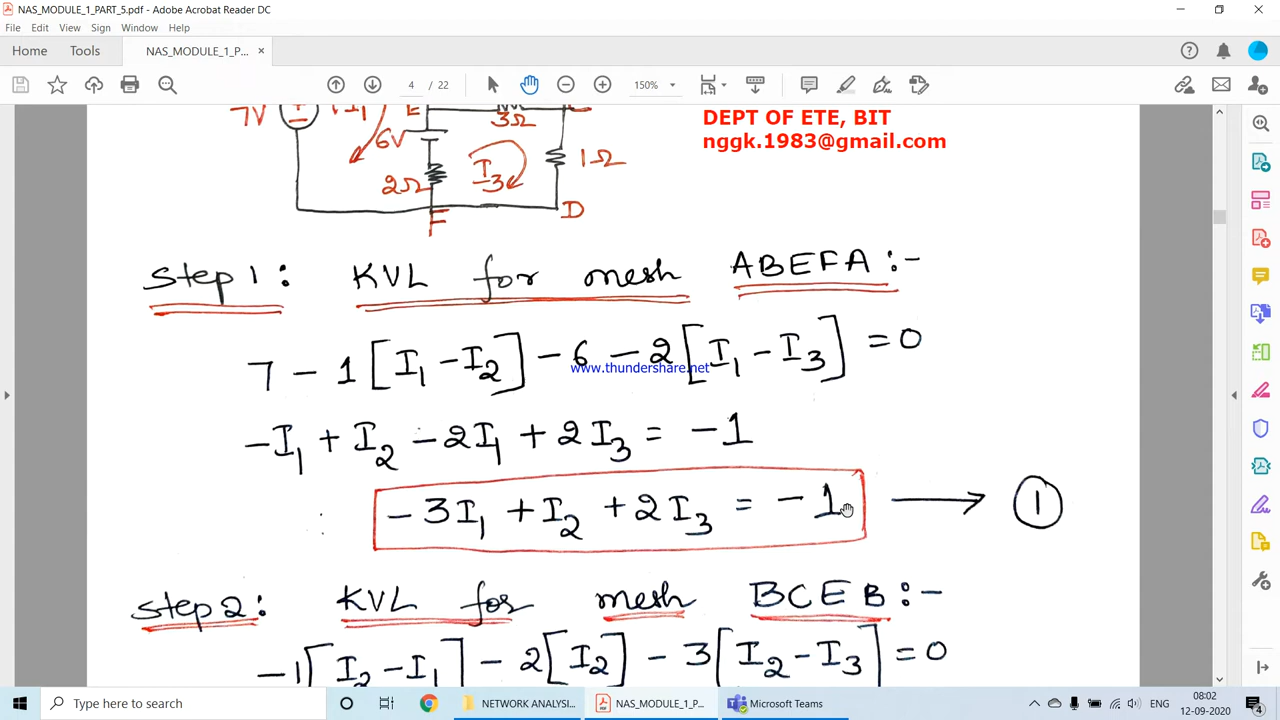 NAS_MODULE_1_PART_5.pdf - Adobe Acrobat Reader DC
File Edit View Sign Window Help
Home Tools NAS_MODULE_1_P... ×
4 / 22 150%
7V I₁ E 3Ω
6V
2Ω I₃ 1Ω
F D
DEPT OF ETE, BIT
nggk.1983@gmail.com
Step 1: KVL for mesh ABEFA:-
7 - 1[I₁ - I₂] - 6 - 2[I₁ - I₃] = 0
www.thundershare.net
-I₁ + I₂ - 2I₁ + 2I₃ = -1
-3I₁ + I₂ + 2I₃ = -1 → ①
Step 2: KVL for mesh BCEB:-
-1[I₂ - I₁] - 2[I₂] - 3[I₂ - I₃] = 0
Type here to search
NETWORK ANALYSI...
NAS_MODULE_1_P...
Microsoft Teams
08:02
12-09-2020
4